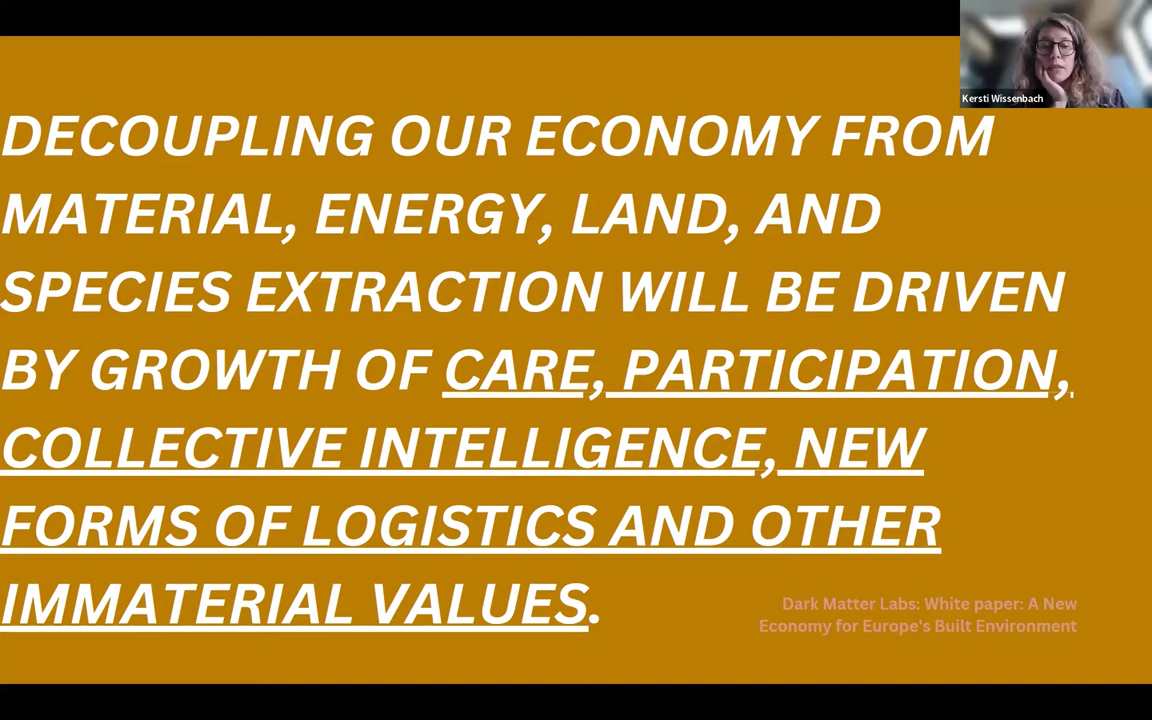 Kersti Wissenbach
DECOUPLING OUR ECONOMY FROM
MATERIAL, ENERGY, LAND, AND
SPECIES EXTRACTION WILL BE DRIVEN
BY GROWTH OF CARE, PARTICIPATION,
COLLECTIVE INTELLIGENCE, NEW
FORMS OF LOGISTICS AND OTHER
IMMATERIAL VALUES.
Dark Matter Labs: White paper: A New
Economy for Europe's Built Environment